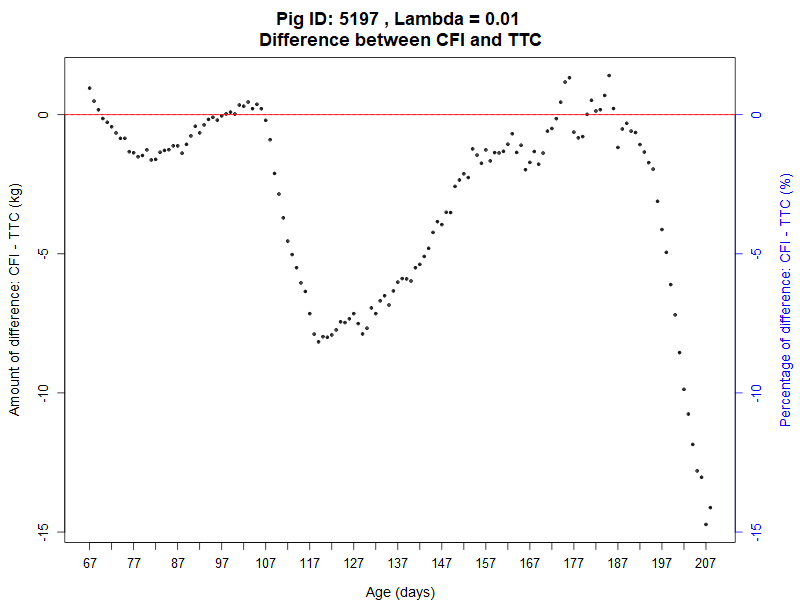 Pig ID: 5197 , Lambda = 0.01
Difference between CFI and TTC
Amount of difference: CFI - TTC (kg)
0
-5
-10
-15
0
-5
-10
-15
Percentage of difference: CFI - TTC (%)
67 77 87 97 107 117 127 137 147 157 167 177 187 197 207
Age (days)